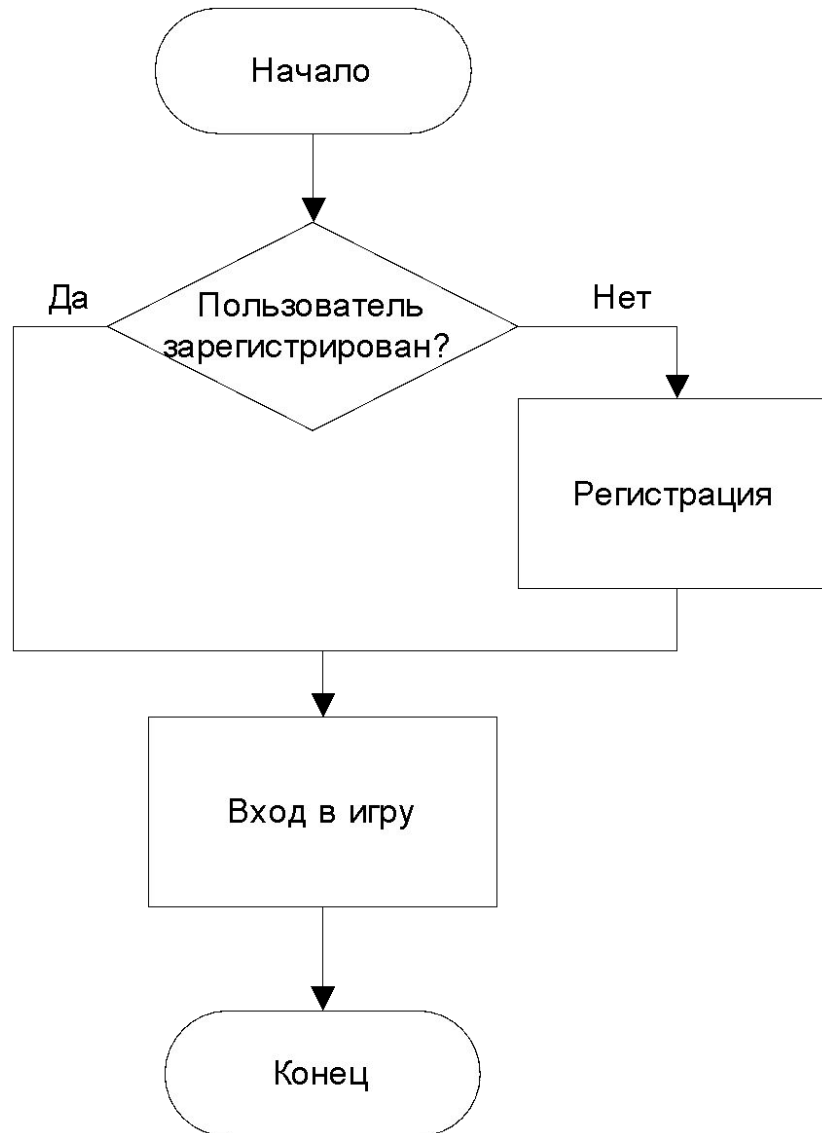 Начало
Да
Нет
Пользователь
зарегистрирован?
Регистрация
Вход в игру
Конец